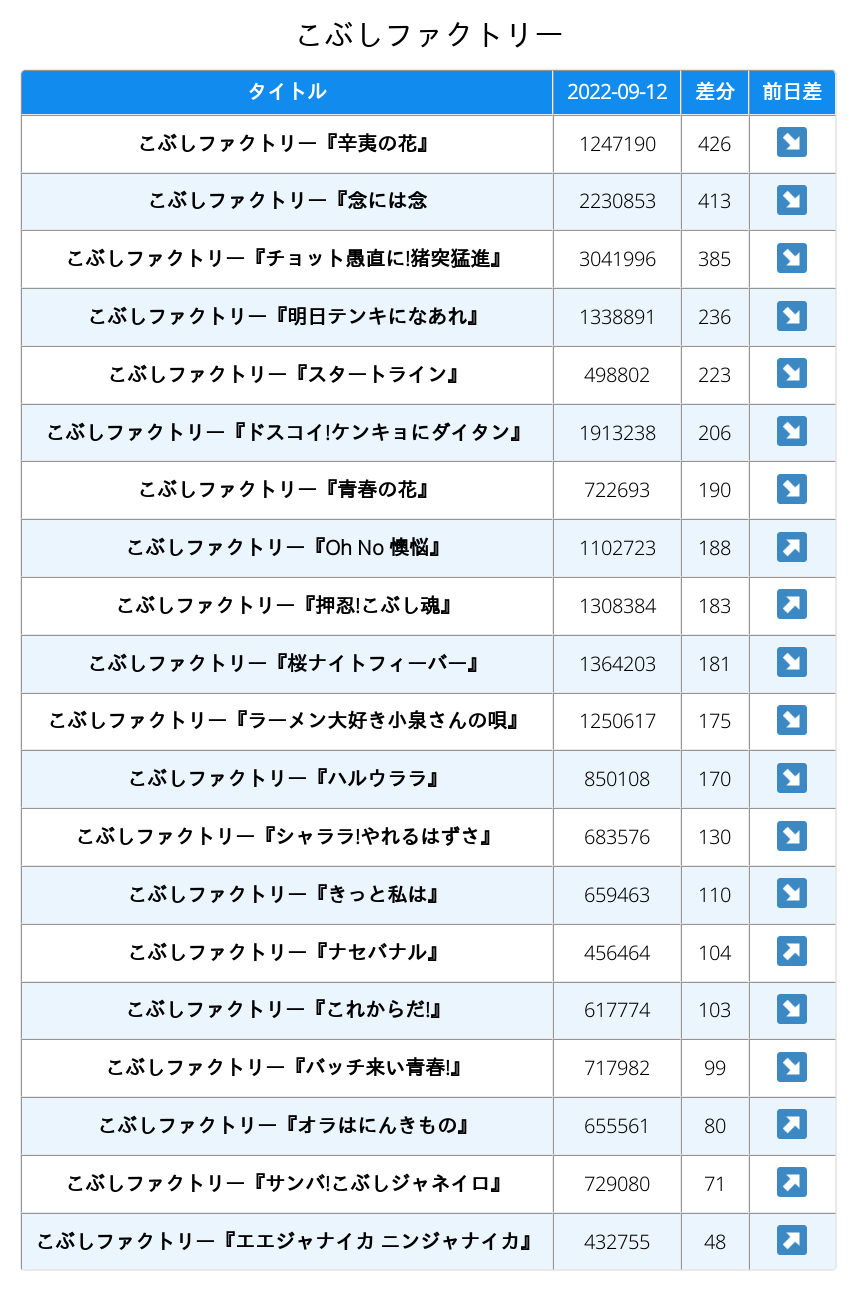 こぶしファクトリー
タイトル 2022-09-12 差分 前日差
こぶしファクトリー『辛夷の花』 1247190 426 ↘
こぶしファクトリー『念には念 2230853 413 ↘
こぶしファクトリー『チョット愚直に!猪突猛進』 3041996 385 ↘
こぶしファクトリー『明日テンキになあれ』 1338891 236 ↘
こぶしファクトリー『スタートライン』 498802 223 ↘
こぶしファクトリー『ドスコイ!ケンキョにダイタン』 1913238 206 ↘
こぶしファクトリー『青春の花』 722693 190 ↘
こぶしファクトリー『Oh No 懊悩』 1102723 188 ↗
こぶしファクトリー『押忍!こぶし魂』 1308384 183 ↗
こぶしファクトリー『桜ナイトフィーバー』 1364203 181 ↘
こぶしファクトリー『ラーメン大好き小泉さんの唄』 1250617 175 ↘
こぶしファクトリー『ハルウララ』 850108 170 ↘
こぶしファクトリー『シャララ!やれるはずさ』 683576 130 ↘
こぶしファクトリー『きっと私は』 659463 110 ↘
こぶしファクトリー『ナセバナル』 456464 104 ↗
こぶしファクトリー『これからだ!』 617774 103 ↘
こぶしファクトリー『バッチ来い青春!』 717982 99 ↘
こぶしファクトリー『オラはにんきもの』 655561 80 ↗
こぶしファクトリー『サンバ!こぶしジャネイロ』 729080 71 ↗
こぶしファクトリー『エエジャナイカ ニンジャナイカ』 432755 48 ↗